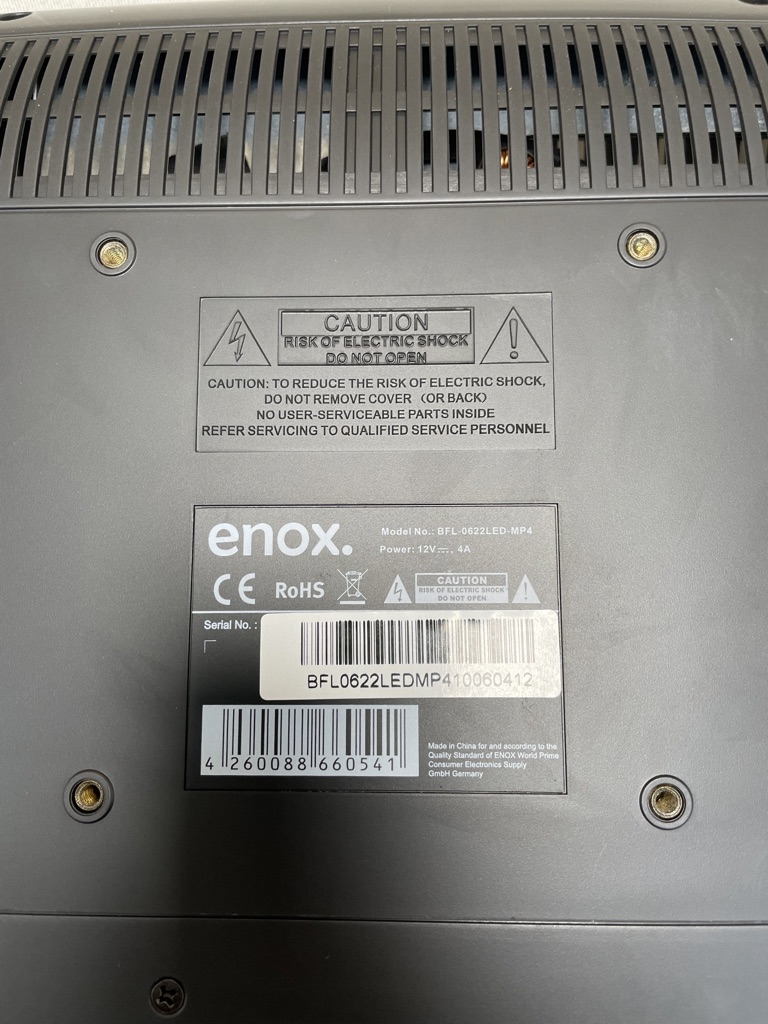 CAUTION
RISK OF ELECTRIC SHOCK
DO NOT OPEN
CAUTION: TO REDUCE THE RISK OF ELECTRIC SHOCK,
DO NOT REMOVE COVER (OR BACK)
NO USER-SERVICEABLE PARTS INSIDE
REFER SERVICING TO QUALIFIED SERVICE PERSONNEL
enox.
Model No.: BFL-0622LED-MP4
Power: 12V⎓, 4A
CE RoHS
CAUTION
RISK OF ELECTRIC SHOCK
DO NOT OPEN
Serial No. :
BFL0622LEDMP410060412
4 260088 660541
Made in China for and according to the
Quality Standard of ENOX World Prime
Consumer Electronics Supply
GmbH Germany